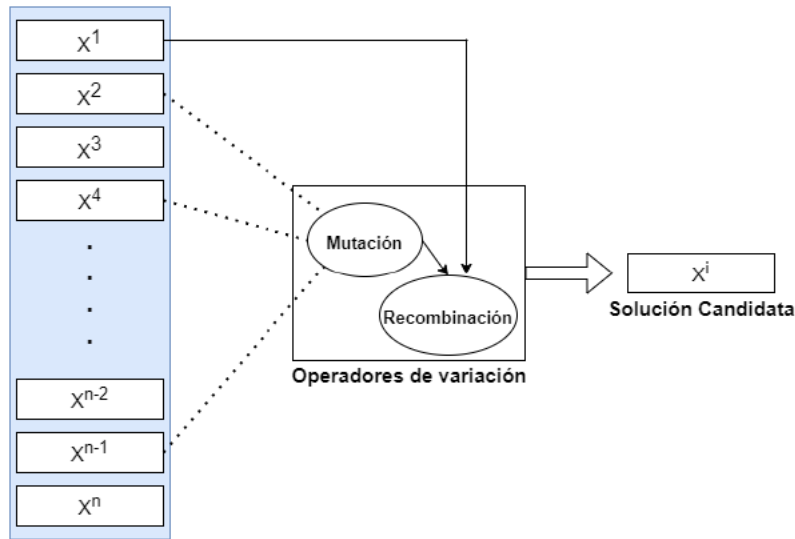 X¹
X²
X³
X⁴
Mutación
Recombinación
Operadores de variación
Xⁱ
Solución Candidata
Xⁿ⁻²
Xⁿ⁻¹
Xⁿ